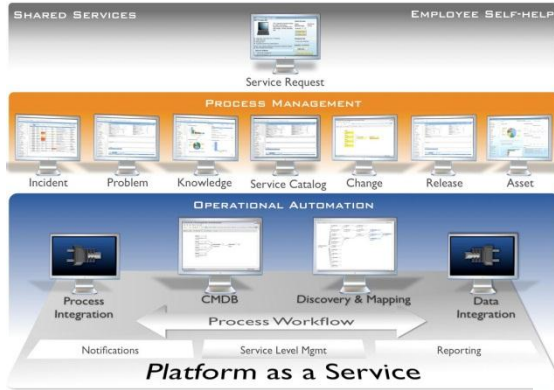 SHARED SERVICES
EMPLOYEE SELF-HELP
Service Request
PROCESS MANAGEMENT
Incident
Problem
Knowledge
Service Catalog
Change
Release
Asset
OPERATIONAL AUTOMATION
Process
Integration
CMDB
Discovery & Mapping
Data
Integration
Process Workflow
Notifications
Service Level Mgmt
Reporting
Platform as a Service